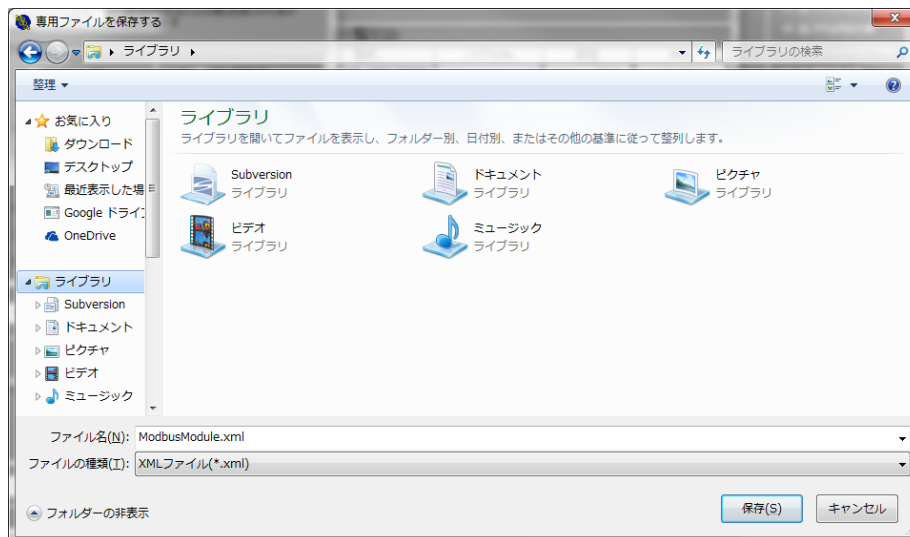 専用ファイルを保存する
ライブラリ
ライブラリの検索
整理
お気に入り
ダウンロード
デスクトップ
最近表示した場
Google ドライブ
OneDrive
ライブラリ
Subversion
ドキュメント
ピクチャ
ビデオ
ミュージック
ライブラリ
ライブラリを開いてファイルを表示し、フォルダー別、日付別、またはその他の基準に従って整列します。
Subversion
ライブラリ
ドキュメント
ライブラリ
ピクチャ
ライブラリ
ビデオ
ライブラリ
ミュージック
ライブラリ
ファイル名(N): ModbusModule.xml
ファイルの種類(T): XMLファイル(*.xml)
フォルダーの非表示
保存(S)
キャンセル